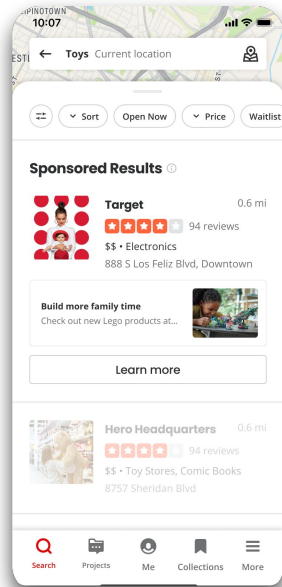 IPINOTOWN
10:07
Toys Current location
ST.
Sort
Open Now
Price
Waitlist
Sponsored Results
Target
0.6 mi
94 reviews
$$ • Electronics
888 S Los Feliz Blvd, Downtown
Build more family time
Check out new Lego products at...
Learn more
Hero Headquarters
0.6 mi
94 reviews
$$ • Toy Stores, Comic Books
8757 Sheridan Blvd
Search
Projects
Me
Collections
More